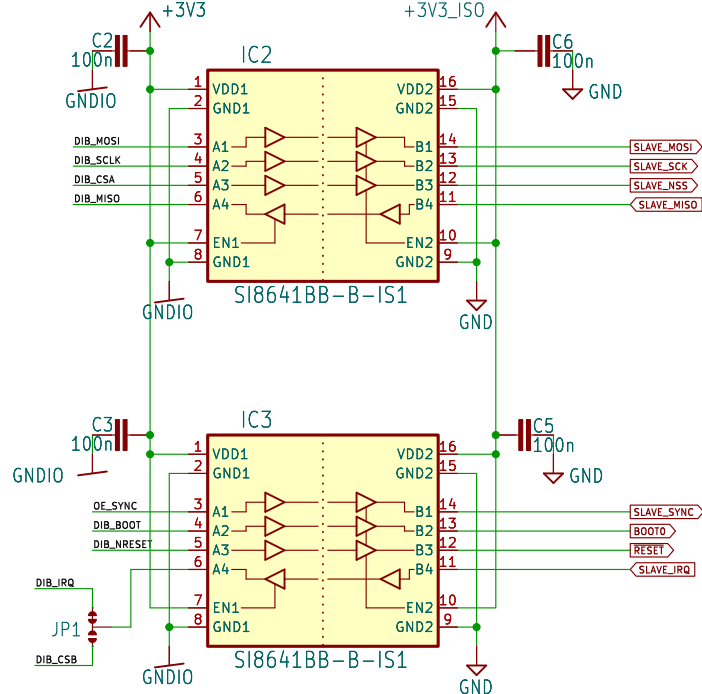 +3V3
+3V3_ISO
C2
100n
GNDIO
IC2
C6
100n
GND
1 VDD1 VDD2 16
2 GND1 GND2 15
DIB_MOSI 3 A1 B1 14 SLAVE_MOSI
DIB_SCLK 4 A2 B2 13 SLAVE_SCK
DIB_CSA 5 A3 B3 12 SLAVE_NSS
DIB_MISO 6 A4 B4 11 SLAVE_MISO
7 EN1 EN2 10
8 GND1 GND2 9
SI8641BB-B-IS1
GNDIO
GND
C3
100n
GNDIO
IC3
C5
100n
GND
1 VDD1 VDD2 16
2 GND1 GND2 15
OE_SYNC 3 A1 B1 14 SLAVE_SYNC
DIB_BOOT 4 A2 B2 13 BOOT0
DIB_NRESET 5 A3 B3 12 RESET
6 A4 B4 11 SLAVE_IRQ
DIB_IRQ
7 EN1 EN2 10
JP1
8 GND1 GND2 9
DIB_CSB
SI8641BB-B-IS1
GNDIO
GND